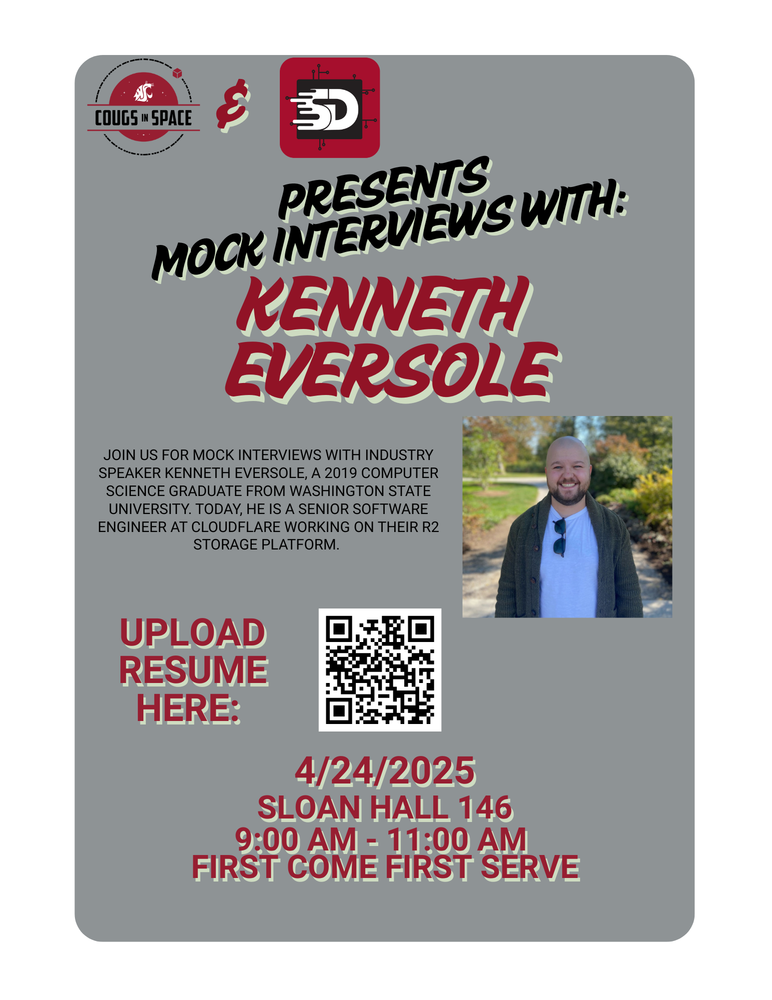 COUGS IN SPACE
&
SD
PRESENTS
MOCK INTERVIEWS WITH:
KENNETH
EVERSOLE
JOIN US FOR MOCK INTERVIEWS WITH INDUSTRY
SPEAKER KENNETH EVERSOLE, A 2019 COMPUTER
SCIENCE GRADUATE FROM WASHINGTON STATE
UNIVERSITY. TODAY, HE IS A SENIOR SOFTWARE
ENGINEER AT CLOUDFLARE WORKING ON THEIR R2
STORAGE PLATFORM.
UPLOAD
RESUME
HERE:
4/24/2025
SLOAN HALL 146
9:00 AM - 11:00 AM
FIRST COME FIRST SERVE